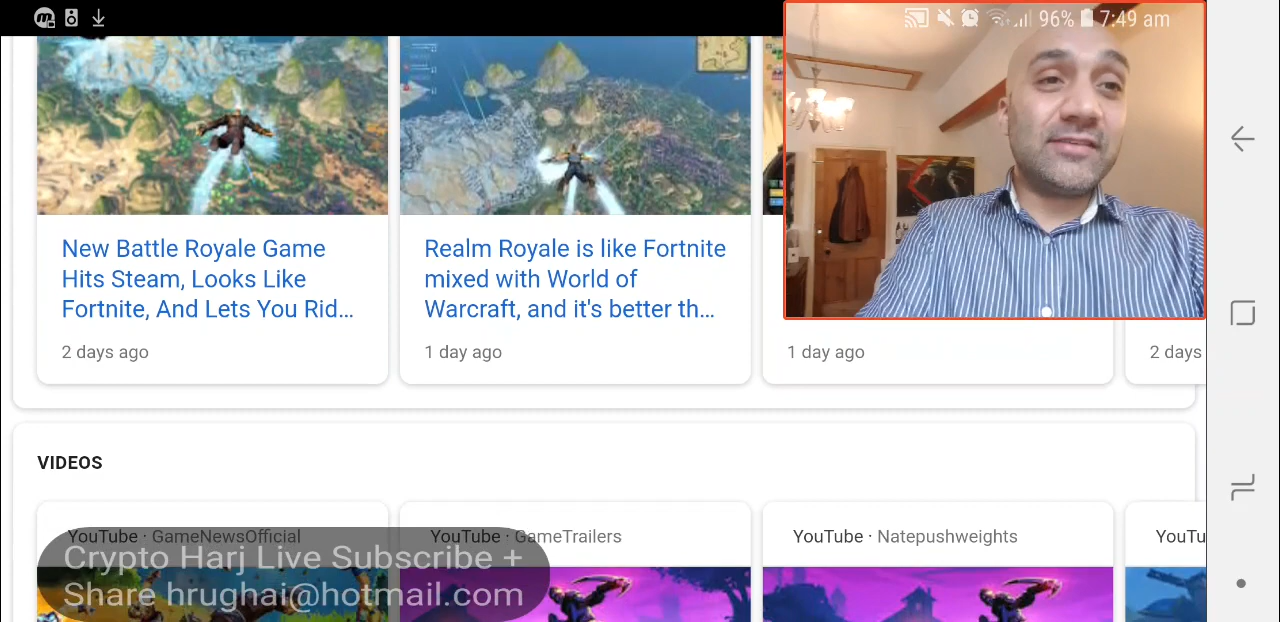 96% 7:49 am
New Battle Royale Game
Hits Steam, Looks Like
Fortnite, And Lets You Rid...
2 days ago
Realm Royale is like Fortnite
mixed with World of
Warcraft, and it's better th...
1 day ago
1 day ago
2 days
VIDEOS
YouTube · GameNewsOfficial
YouTube · GameTrailers
YouTube · Natepushweights
YouTu
Crypto Harj Live Subscribe +
Share hrughai@hotmail.com